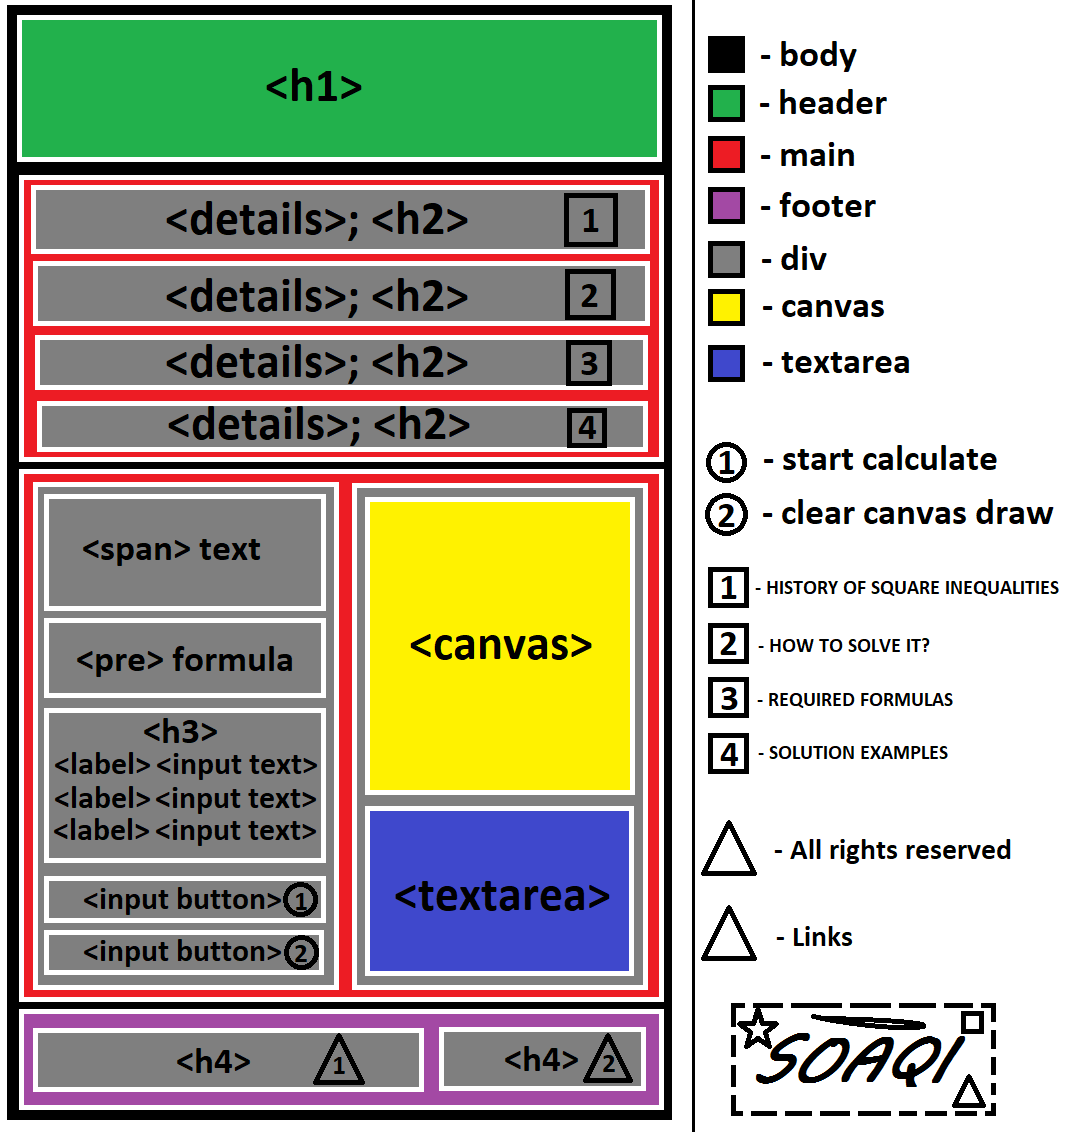 <h1>
<details>; <h2> 1
<details>; <h2> 2
<details>; <h2> 3
<details>; <h2> 4
<span> text
<pre> formula
<h3>
<label> <input text>
<label> <input text>
<label> <input text>
<input button> 1
<input button> 2
<canvas>
<textarea>
<h4> 1
<h4> 2
- body
- header
- main
- footer
- div
- canvas
- textarea
1 - start calculate
2 - clear canvas draw
1 - HISTORY OF SQUARE INEQUALITIES
2 - HOW TO SOLVE IT?
3 - REQUIRED FORMULAS
4 - SOLUTION EXAMPLES
- All rights reserved
- Links
SOAQI